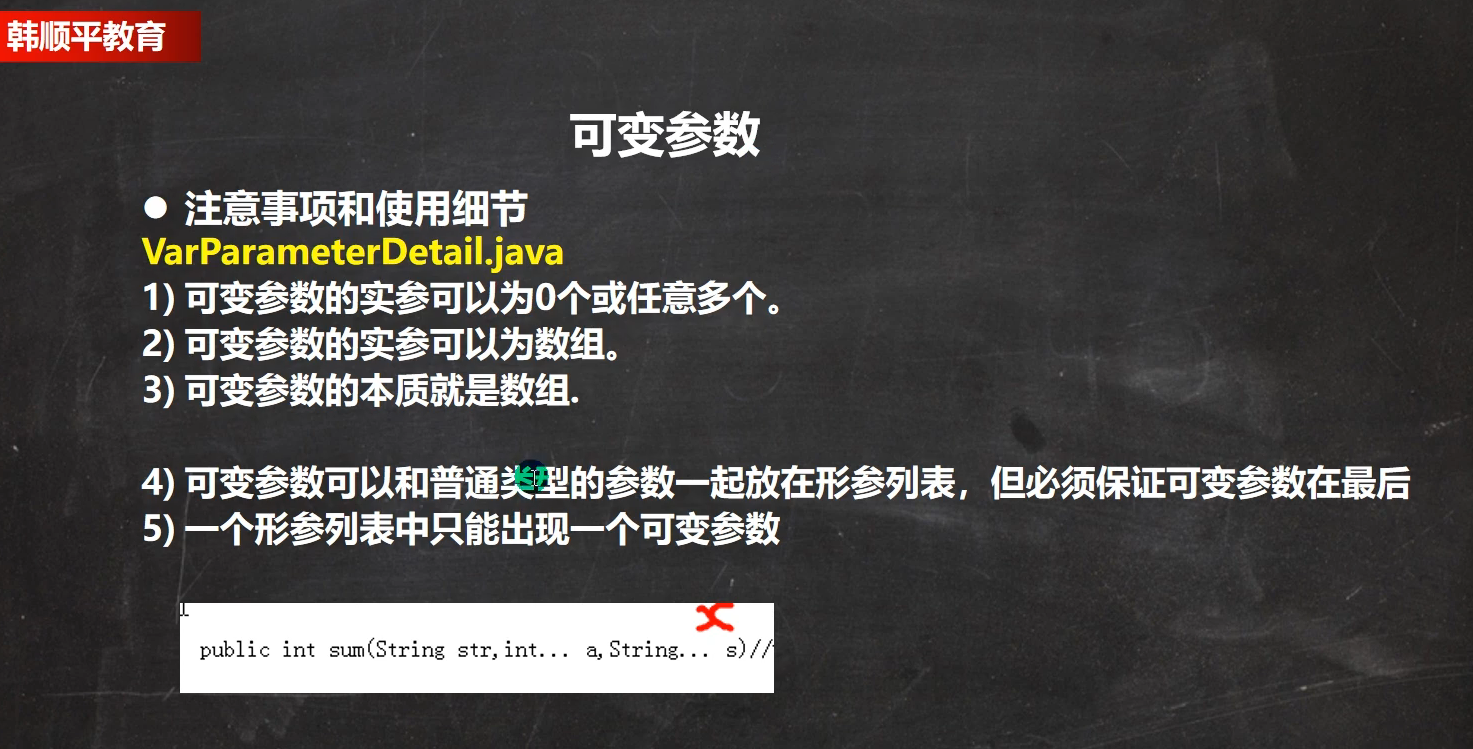 韩顺平教育
可变参数
● 注意事项和使用细节
VarParameterDetail.java
1) 可变参数的实参可以为0个或任意多个。
2) 可变参数的实参可以为数组。
3) 可变参数的本质就是数组.
4) 可变参数可以和普通类型的参数一起放在形参列表，但必须保证可变参数在最后
5) 一个形参列表中只能出现一个可变参数
public int sum(String str,int... a,String... s)//